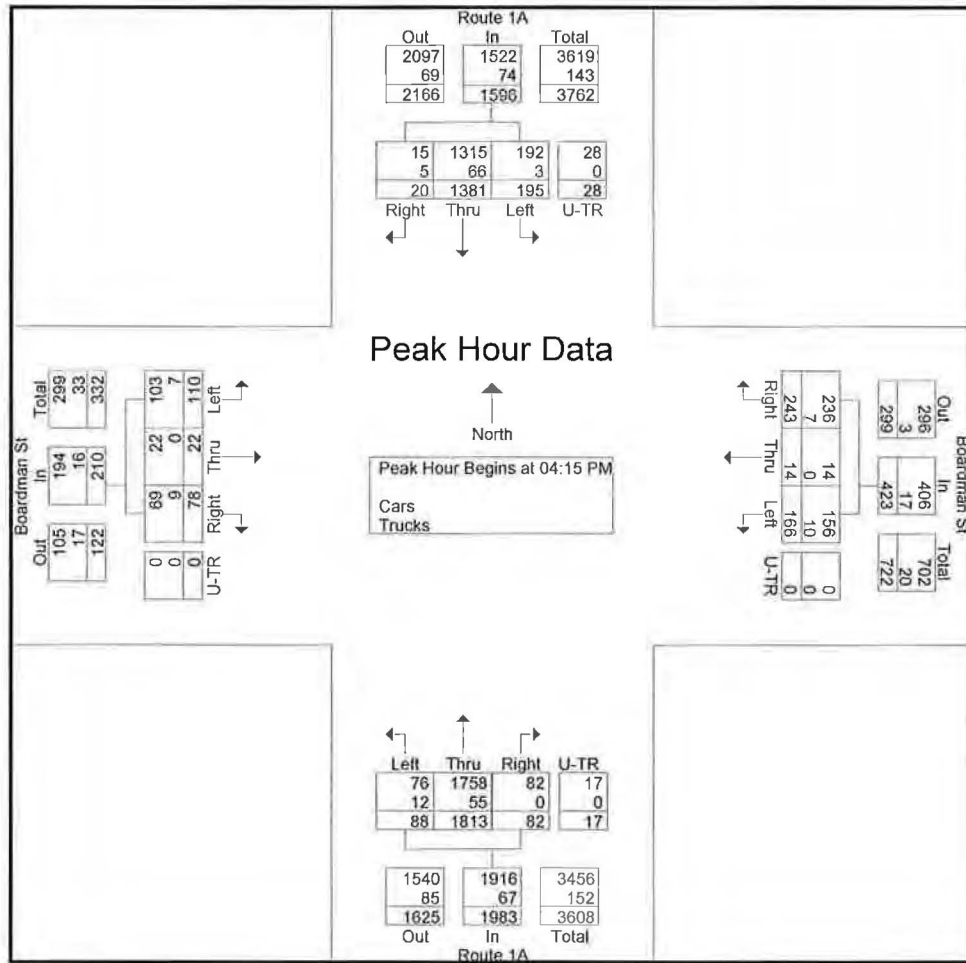 Route 1A
Out In Total
2097 1522 3619
69 74 143
2166 1596 3762
15 1315 192 28
5 66 3 0
20 1381 195 28
Right Thru Left U-TR
Peak Hour Data
North
Peak Hour Begins at 04:15 PM
Cars
Trucks
Boardman St
Total In Out
299 194 105
33 16 17
332 210 122
103 22 69 0
7 0 9 0
110 22 78 0
Left Thru Right U-TR
Boardman St
Out In Total
296 406 702
3 17 20
299 423 722
236 14 156 0
7 0 10 0
243 14 166 0
Right Thru Left U-TR
Left Thru Right U-TR
76 1758 82 17
12 55 0 0
88 1813 82 17
1540 1916 3456
85 67 152
1625 1983 3608
Out In Total
Route 1A